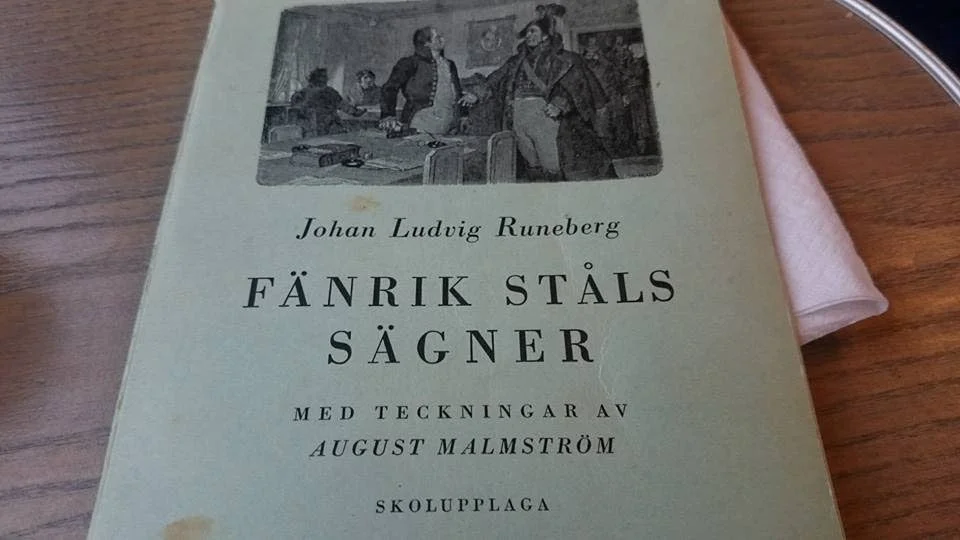 Johan Ludvig Runeberg
FÄNRIK STÅLS
SÄGNER
MED TECKNINGAR AV
AUGUST MALMSTRÖM
SKOLUPPLAGA